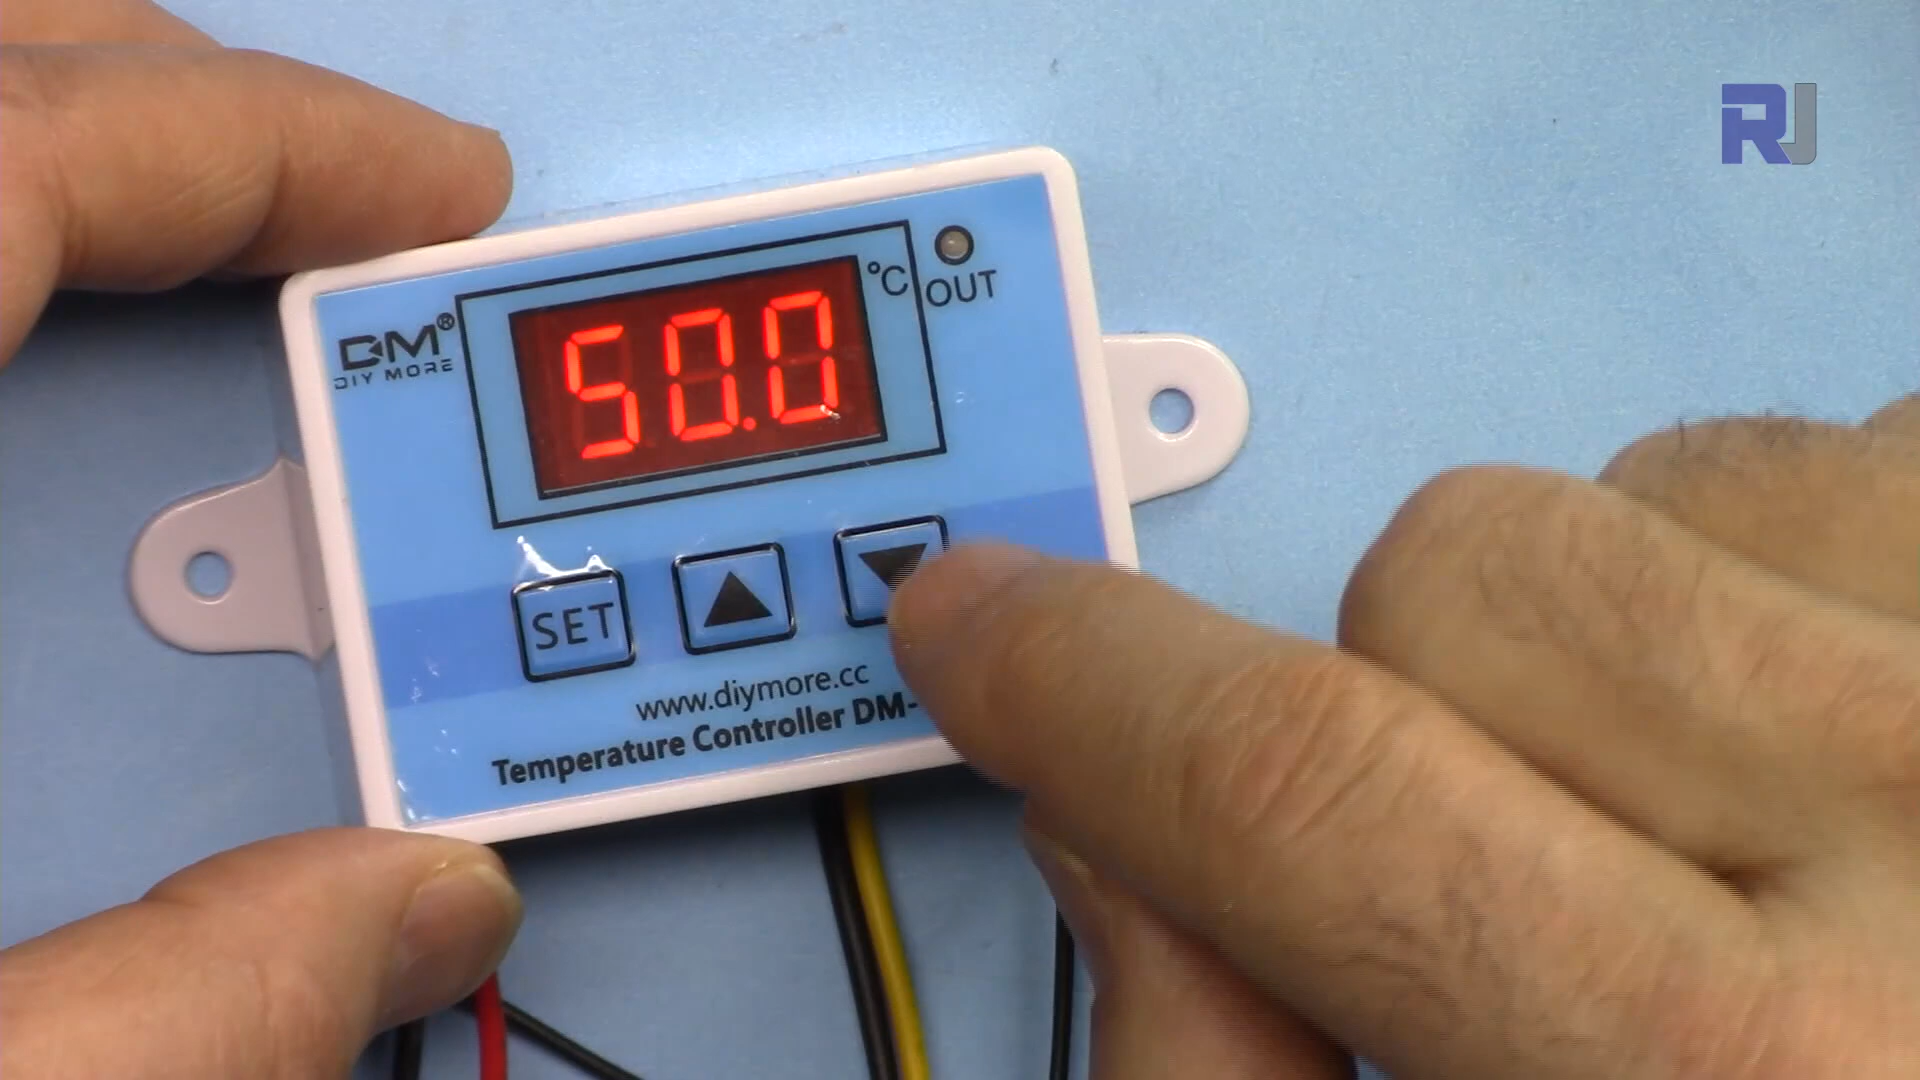 RJ
°C
OUT
DM®
DIY MORE
50.0
SET
www.diymore.cc
Temperature Controller DM-